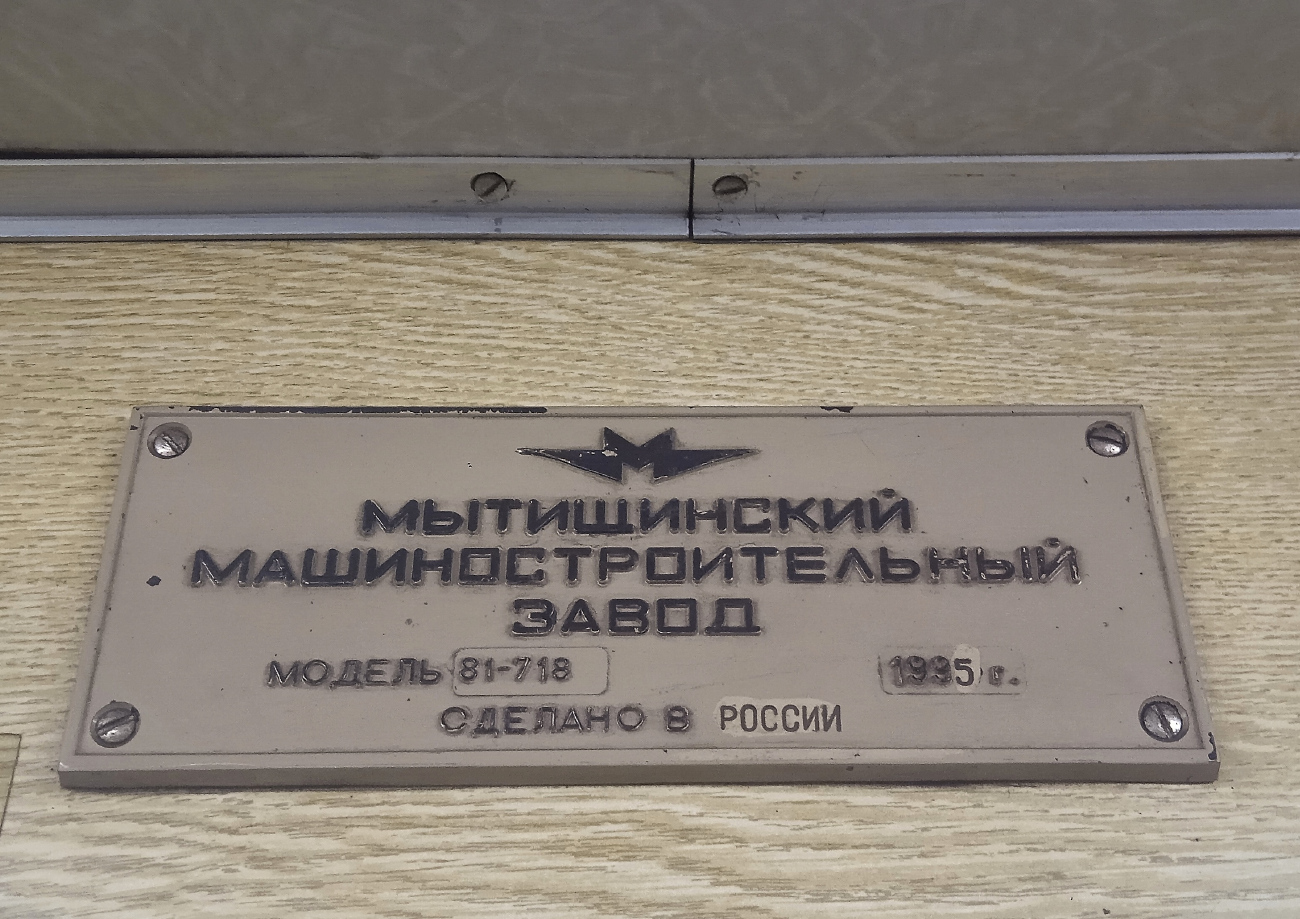 МЫТИЩИНСКИЙ
МАШИНОСТРОИТЕЛЬНЫЙ
ЗАВОД
МОДЕЛЬ 81-718 1995 г.
СДЕЛАНО В РОССИИ